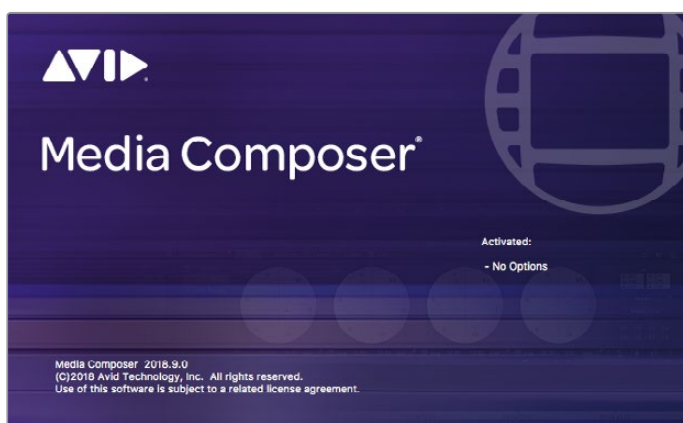 AVID®
Media Composer®
Activated:
- No Options
Media Composer 2018.9.0
(C)2018 Avid Technology, Inc. All rights reserved.
Use of this software is subject to a related license agreement.